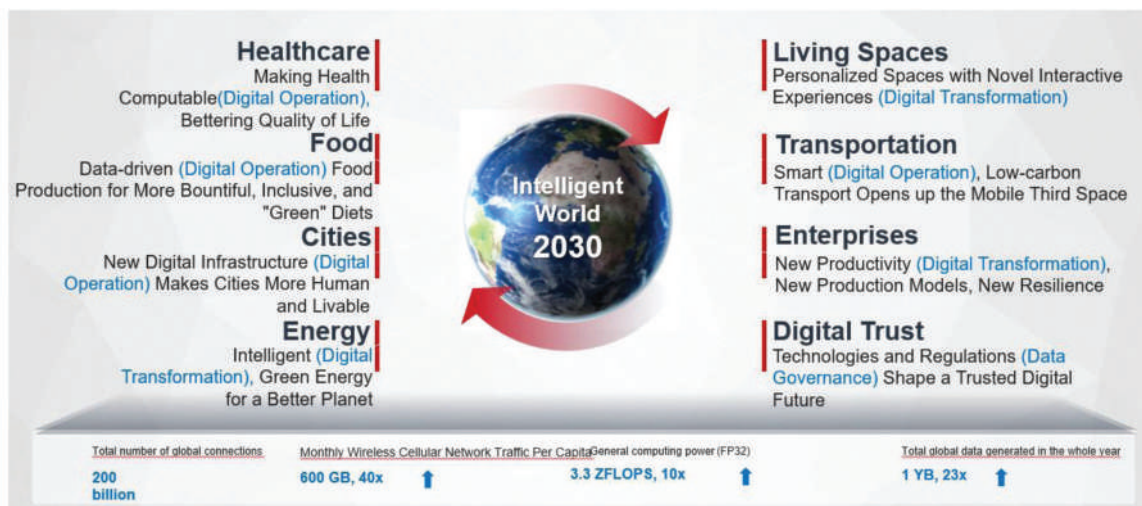 Healthcare
Making Health
Computable(Digital Operation),
Bettering Quality of Life
Food
Data-driven (Digital Operation) Food
Production for More Bountiful, Inclusive, and
"Green" Diets
Cities
New Digital Infrastructure (Digital
Operation) Makes Cities More Human
and Livable
Energy
Intelligent (Digital
Transformation), Green Energy
for a Better Planet
Intelligent
World
2030
Living Spaces
Personalized Spaces with Novel Interactive
Experiences (Digital Transformation)
Transportation
Smart (Digital Operation), Low-carbon
Transport Opens up the Mobile Third Space
Enterprises
New Productivity (Digital Transformation),
New Production Models, New Resilience
Digital Trust
Technologies and Regulations (Data
Governance) Shape a Trusted Digital
Future
Total number of global connections
200
billion
Monthly Wireless Cellular Network Traffic Per Capita
600 GB, 40x
General computing power (FP32)
3.3 ZFLOPS, 10x
Total global data generated in the whole year
1 YB, 23x